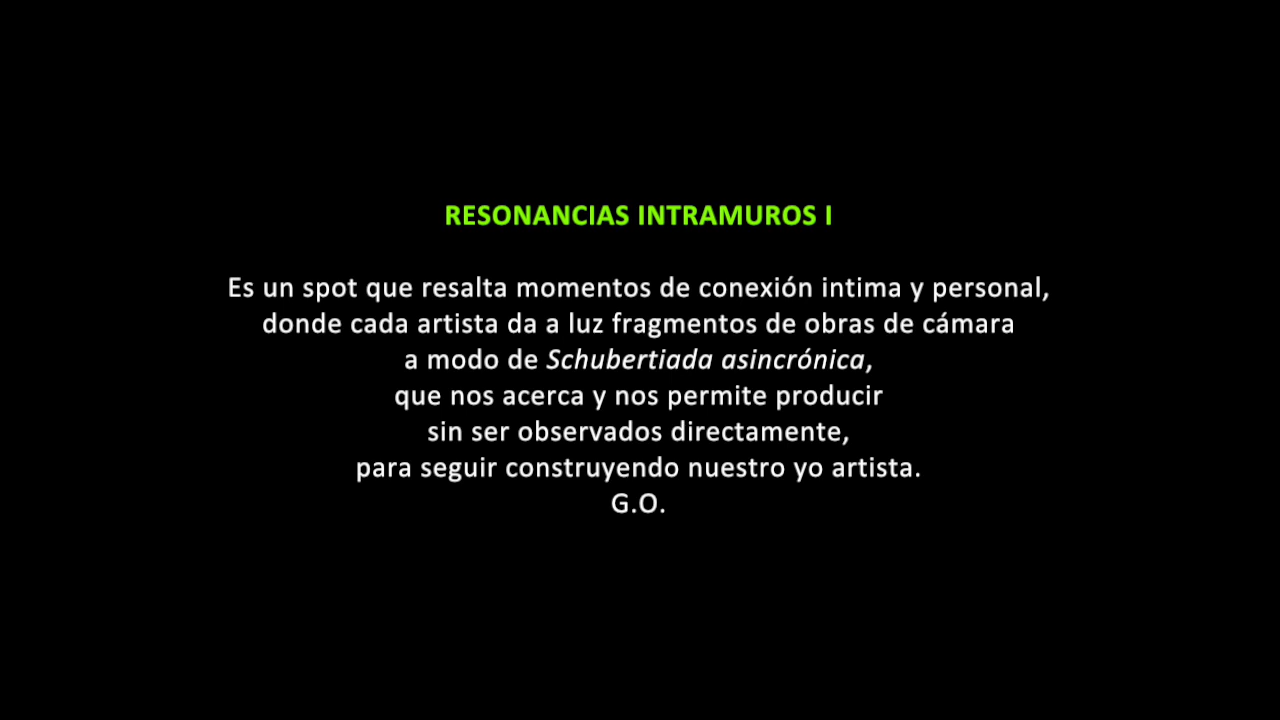 RESONANCIAS INTRAMUROS I
Es un spot que resalta momentos de conexión intima y personal,
donde cada artista da a luz fragmentos de obras de cámara
a modo de Schubertiada asincrónica,
que nos acerca y nos permite producir
sin ser observados directamente,
para seguir construyendo nuestro yo artista.
G.O.